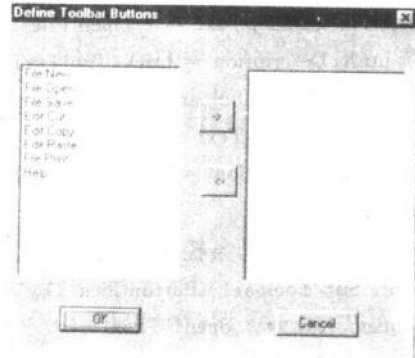 Define Toolbar Buttons
File New
File Open
File Save
Edit Cut
Edit Copy
Edit Paste
File Print
Help
OK
Cancel